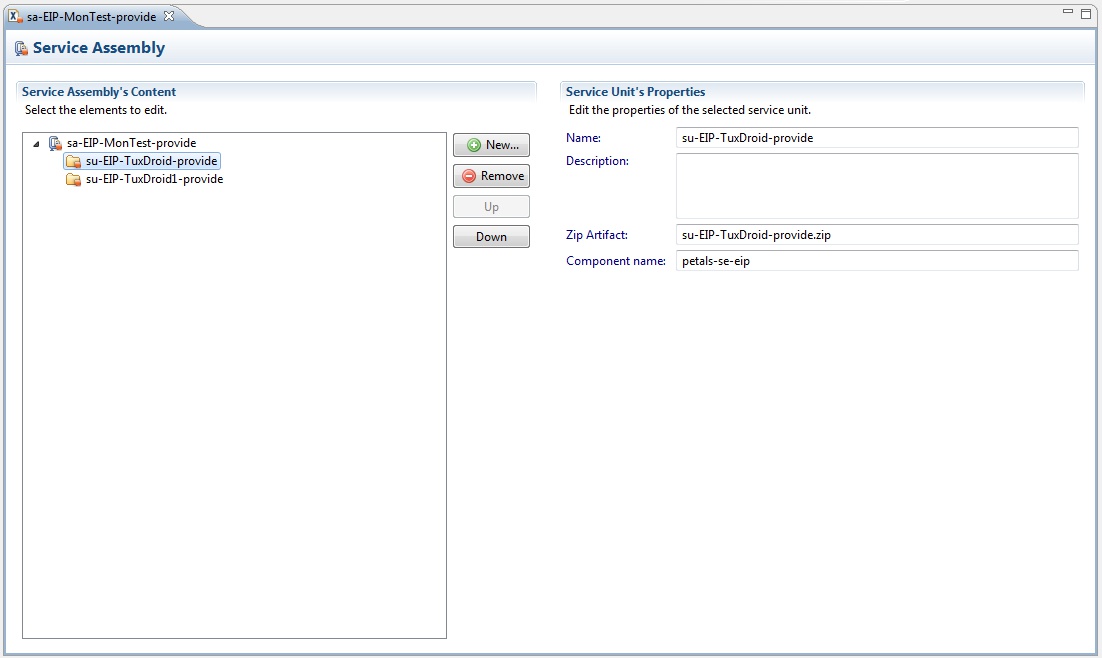 sa-EIP-MonTest-provide
Service Assembly
Service Assembly's Content
Select the elements to edit.
sa-EIP-MonTest-provide
su-EIP-TuxDroid-provide
su-EIP-TuxDroid1-provide
New...
Remove
Up
Down
Service Unit's Properties
Edit the properties of the selected service unit.
Name: su-EIP-TuxDroid-provide
Description:
Zip Artifact: su-EIP-TuxDroid-provide.zip
Component name: petals-se-eip